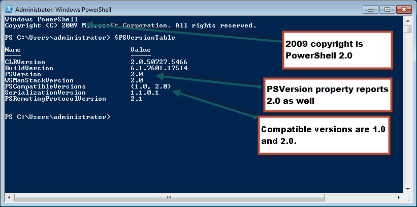 Administrator: Windows PowerShell
Windows PowerShell
Copyright (C) 2009 Microsoft Corporation. All rights reserved.
PS C:\Users\administrator> $PSVersionTable
Name Value
CLRVersion 2.0.50727.5466
BuildVersion 6.1.7601.17514
PSVersion 2.0
WSManStackVersion 2.0
PSCompatibleVersions {1.0, 2.0}
SerializationVersion 1.1.0.1
PSRemotingProtocolVersion 2.1
PS C:\Users\administrator>
2009 copyright is
PowerShell 2.0
PSVersion property reports
2.0 as well
Compatible versions are 1.0
and 2.0.